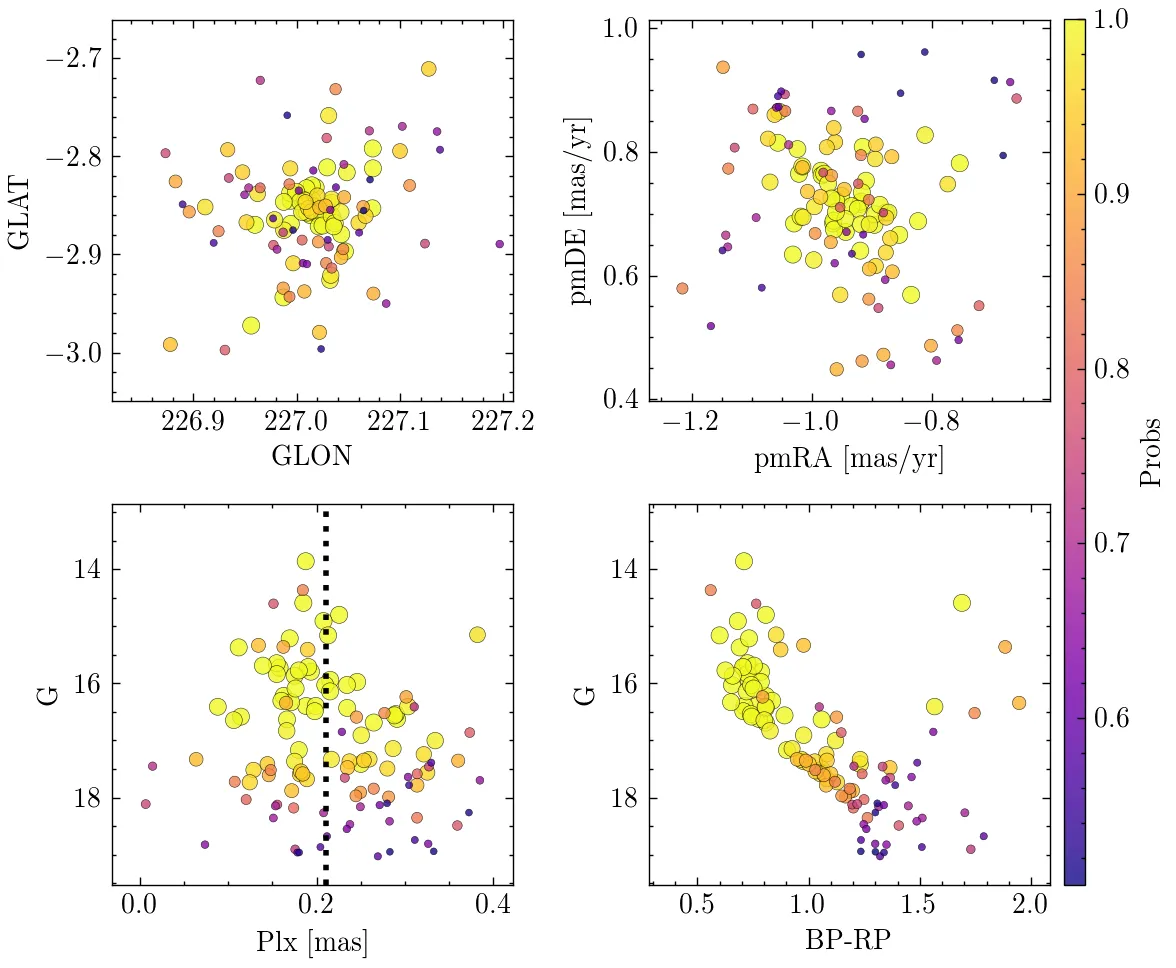 −2.7
−2.8
−2.9
−3.0
GLAT
226.9 227.0 227.1 227.2
GLON
1.0
0.8
0.6
0.4
pmDE [mas/yr]
−1.2 −1.0 −0.8
pmRA [mas/yr]
14
16
18
G
0.0 0.2 0.4
Plx [mas]
14
16
18
G
0.5 1.0 1.5 2.0
BP-RP
1.0
0.9
0.8
0.7
0.6
Probs